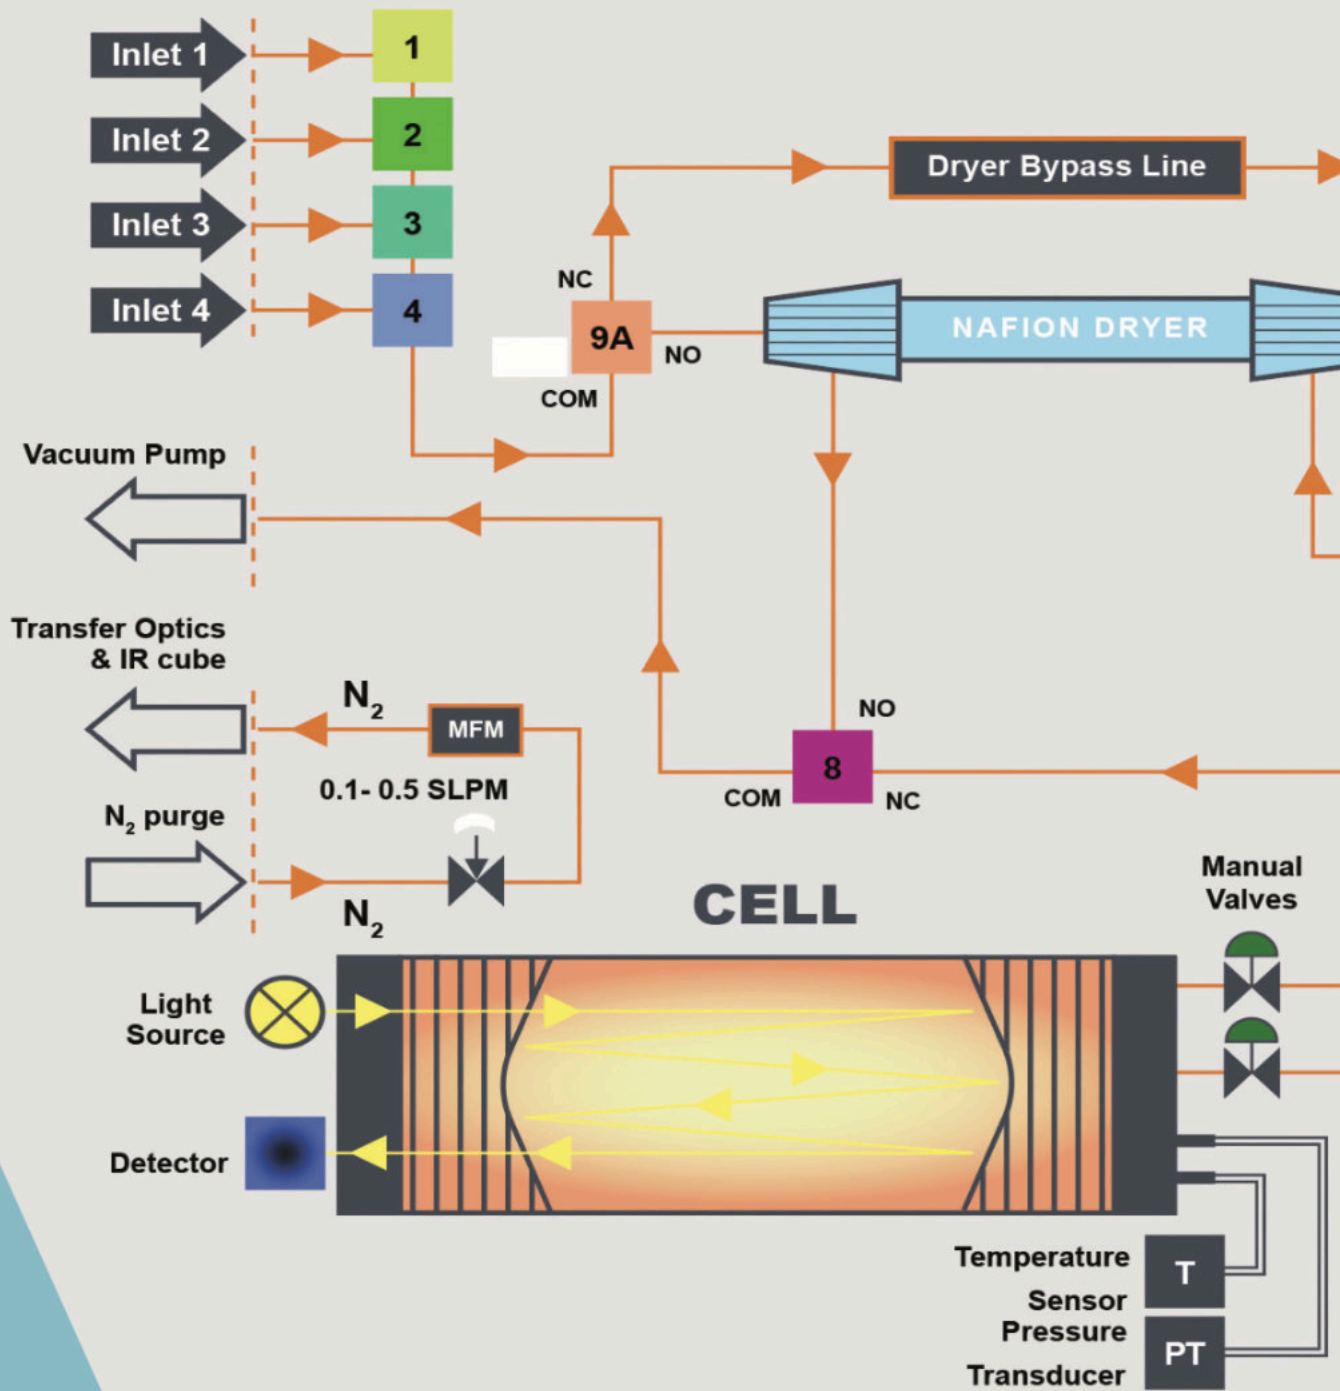 Inlet 1
1
Inlet 2
2
Dryer Bypass Line
Inlet 3
3
NC
Inlet 4
4
9A
NO
NAFION DRYER
COM
Vacuum Pump
Transfer Optics
& IR cube
N₂
MFM
NO
8
COM
NC
0.1- 0.5 SLPM
N₂ purge
N₂
CELL
Manual
Valves
Light
Source
Detector
Temperature
Sensor
T
Pressure
Transducer
PT